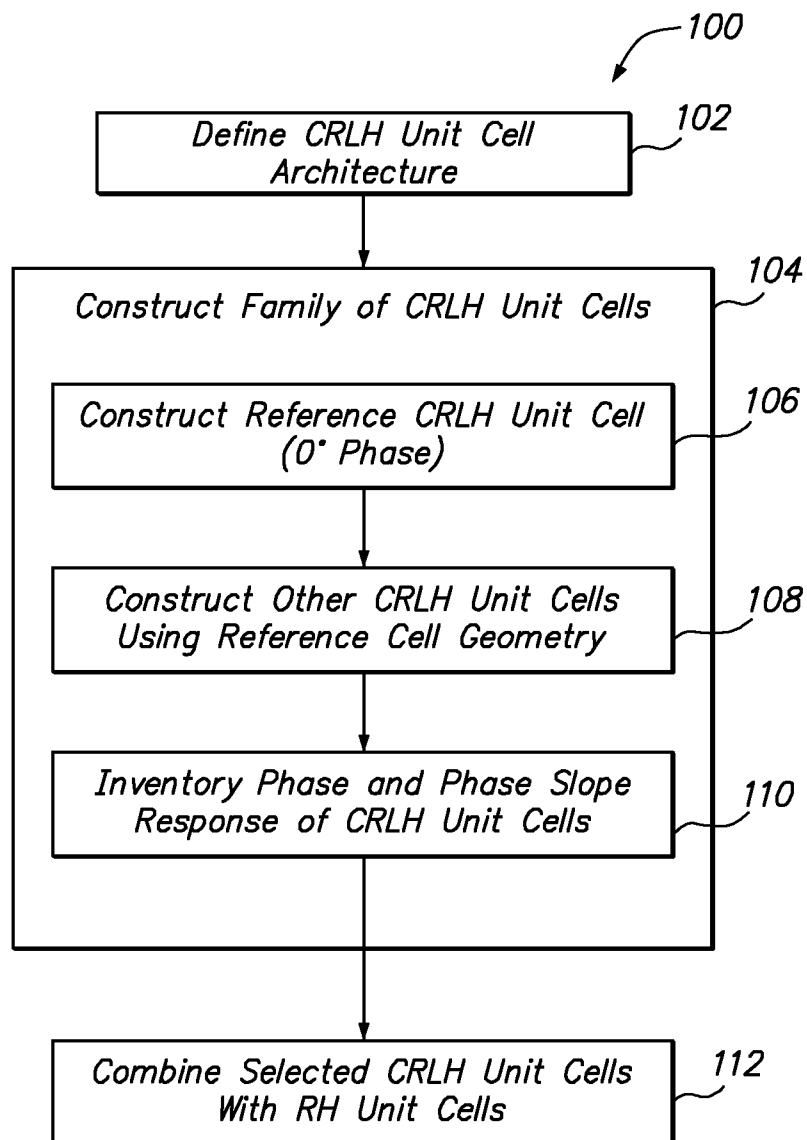 100
Define CRLH Unit Cell
Architecture
102
Construct Family of CRLH Unit Cells
104
Construct Reference CRLH Unit Cell
(0° Phase)
106
Construct Other CRLH Unit Cells
Using Reference Cell Geometry
108
Inventory Phase and Phase Slope
Response of CRLH Unit Cells
110
Combine Selected CRLH Unit Cells
With RH Unit Cells
112